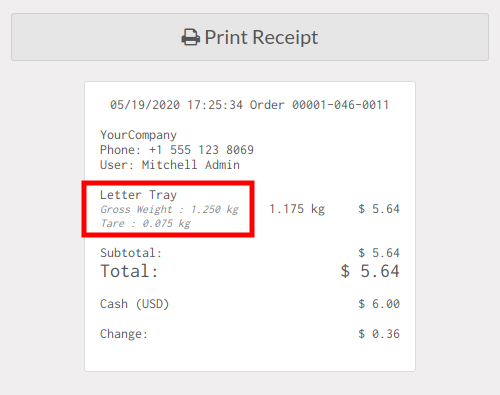 Print Receipt
05/19/2020 17:25:34 Order 00001-046-0011
YourCompany
Phone: +1 555 123 8069
User: Mitchell Admin
Letter Tray
Gross Weight : 1.250 kg 1.175 kg $ 5.64
Tare : 0.075 kg
Subtotal: $ 5.64
Total: $ 5.64
Cash (USD) $ 6.00
Change: $ 0.36